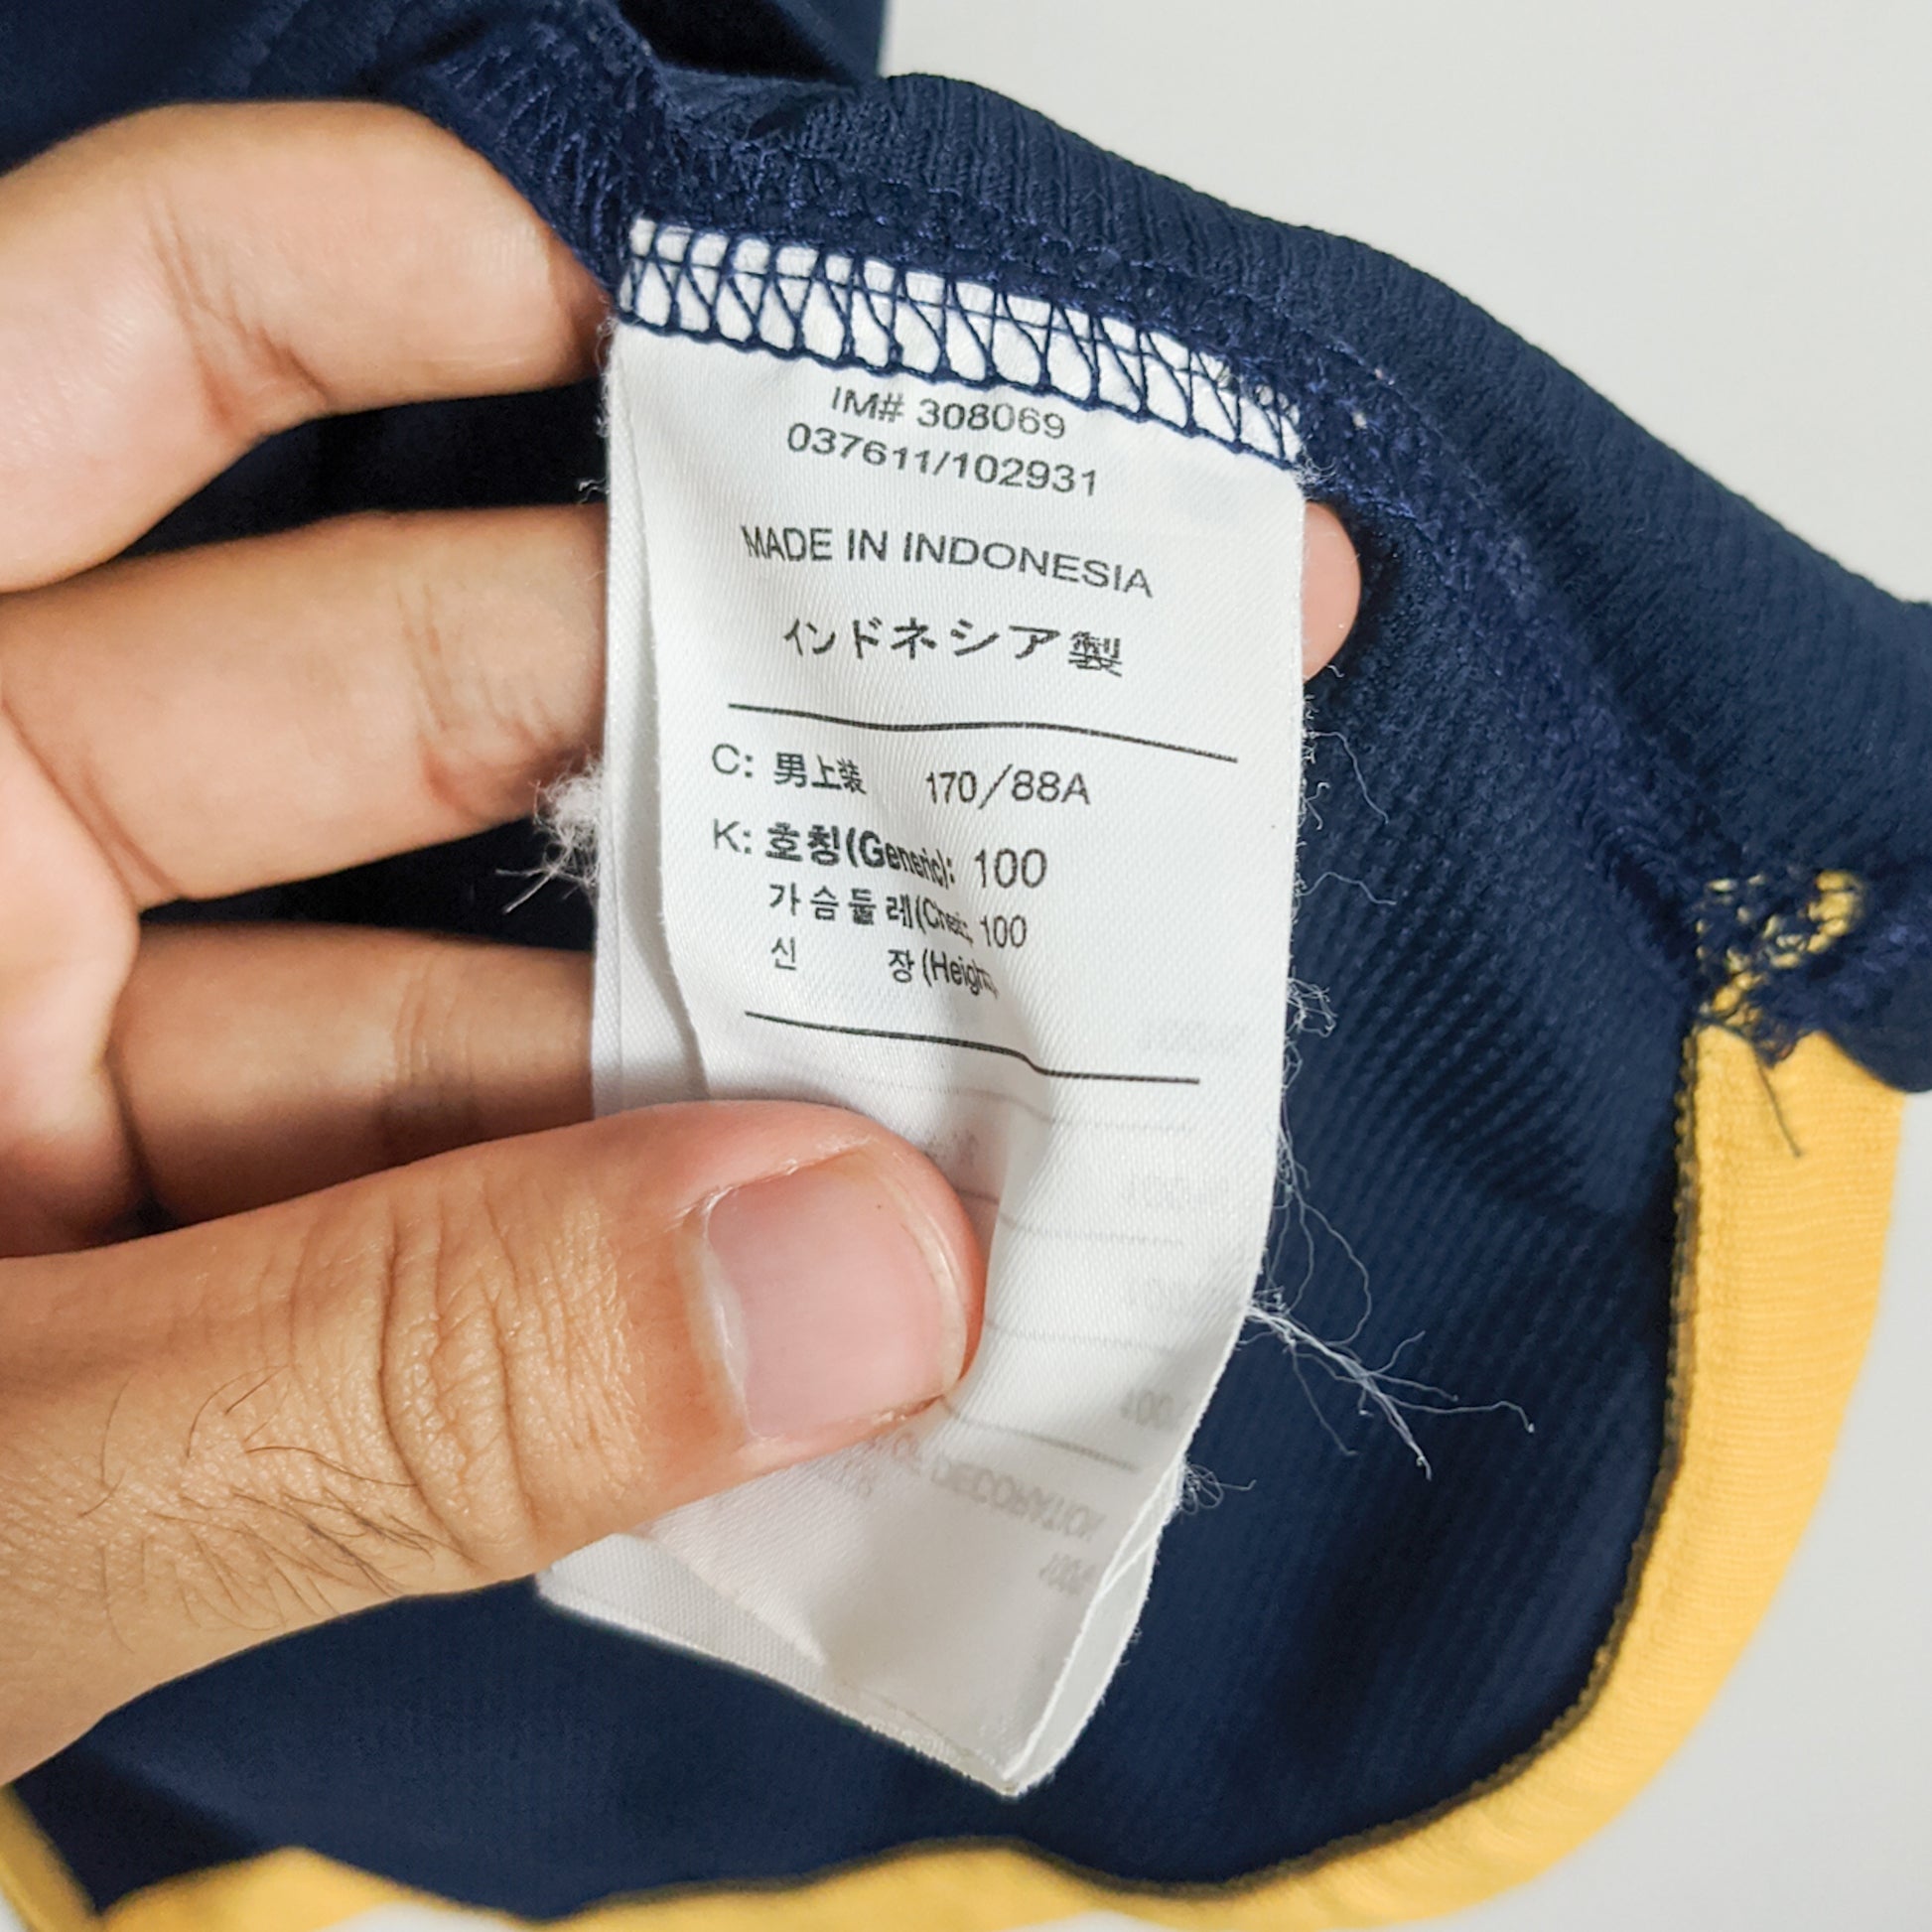 IM# 308069
037611/102931
MADE IN INDONESIA
インドネシア製
C: 男上装 170/88A
K: 호칭(Generic): 100
가슴둘레( 100
신 장(Height)
DECORATION